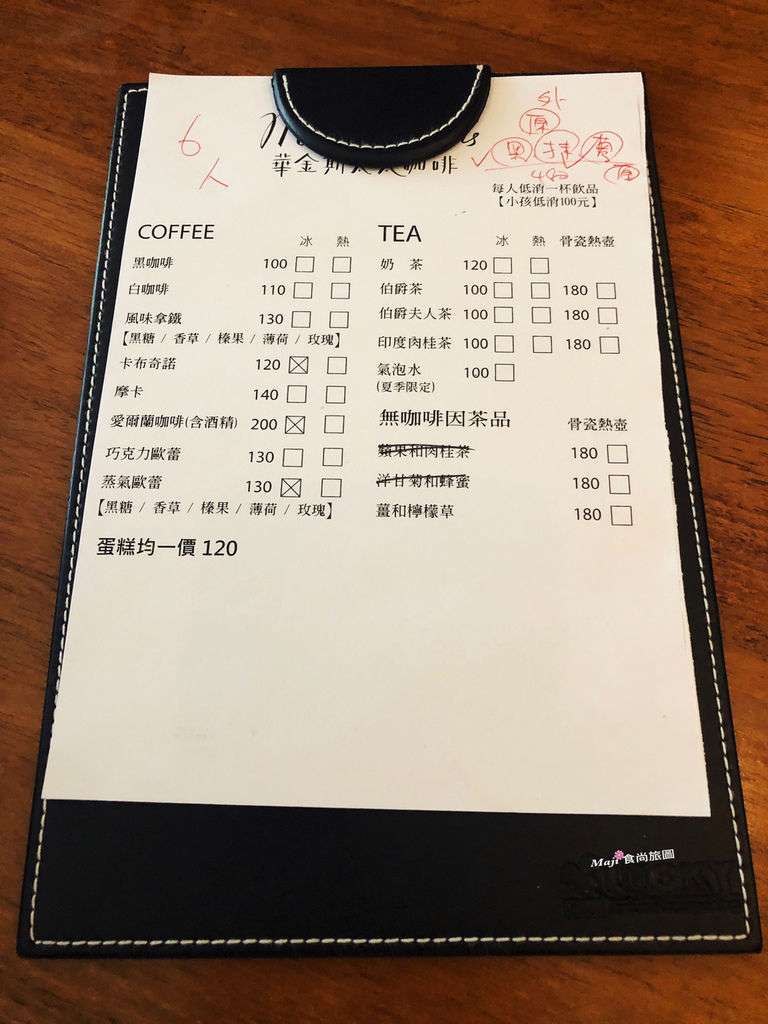 6
人
華金斯太太咖啡
每人低消一杯飲品
【小孩低消100元】
COFFEE 冰 熱
黑咖啡 100 □ □
白咖啡 110 □ □
風味拿鐵 130 □ □
【黑糖 / 香草 / 榛果 / 薄荷 / 玫瑰】
卡布奇諾 120 ☒ □
摩卡 140 □ □
愛爾蘭咖啡(含酒精) 200 ☒ □
巧克力歐蕾 130 □ □
蒸氣歐蕾 130 ☒ □
【黑糖 / 香草 / 榛果 / 薄荷 / 玫瑰】
蛋糕均一價 120
TEA 冰 熱 骨瓷熱壺
奶 茶 120 □ □
伯爵茶 100 □ □ 180 □
伯爵夫人茶 100 □ □ 180 □
印度肉桂茶 100 □ □ 180 □
氣泡水 100 □
(夏季限定)
無咖啡因茶品 骨瓷熱壺
蘋果和肉桂茶 180 □
洋甘菊和蜂蜜 180 □
薑和檸檬草 180 □
Maji 食尚旅圖